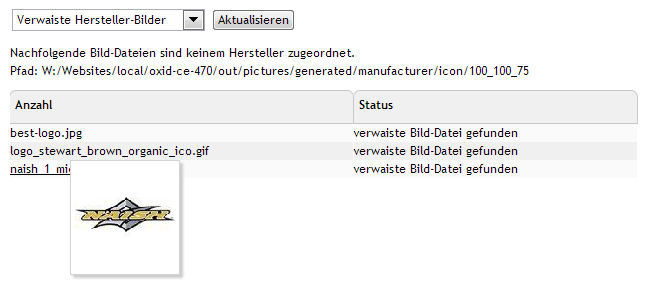 Verwaiste Hersteller-Bilder Aktualisieren
Nachfolgende Bild-Dateien sind keinem Hersteller zugeordnet.
Pfad: W:/Websites/local/oxid-ce-470/out/pictures/generated/manufacturer/icon/100_100_75
Anzahl Status
best-logo.jpg verwaiste Bild-Datei gefunden
logo_stewart_brown_organic_ico.gif verwaiste Bild-Datei gefunden
naish_1_mic verwaiste Bild-Datei gefunden
NAISH